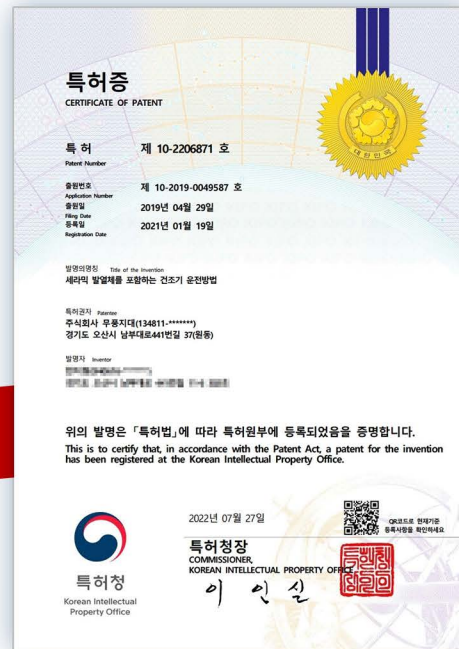 특허증
CERTIFICATE OF PATENT
대한민국
특 허 제 10-2206871 호
Patent Number
출원번호 제 10-2019-0049587 호
Application Number
출원일 2019년 04월 29일
Filing Date
등록일 2021년 01월 19일
Registration Date
발명의명칭 Title of the Invention
세라믹 발열체를 포함하는 건조기 운전방법
특허권자 Patentee
주식회사 무풍지대(134811-*******)
경기도 오산시 남부대로441번길 37(원동)
발명자 Inventor
위의 발명은 「특허법」에 따라 특허원부에 등록되었음을 증명합니다.
This is to certify that, in accordance with the Patent Act, a patent for the invention
has been registered at the Korean Intellectual Property Office.
2022년 07월 27일
QR코드로 현재기준
등록사항을 확인하세요
특허청장
COMMISSIONER,
KOREAN INTELLECTUAL PROPERTY OFFICE
이 인 실
특허청
Korean Intellectual
Property Office